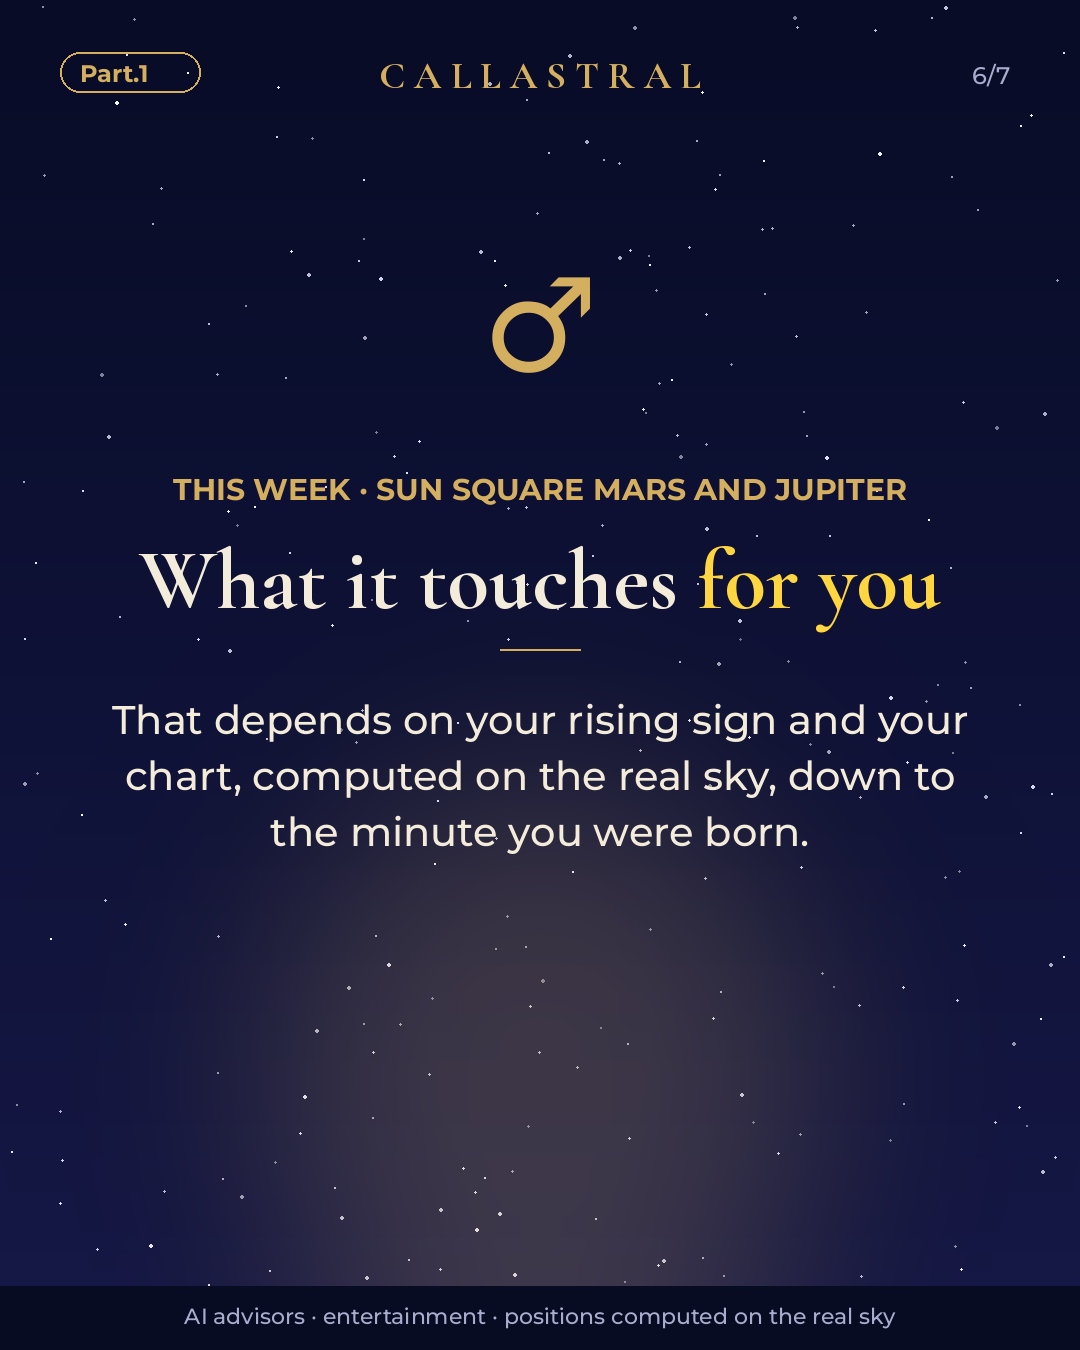 Part.1
CALLASTRAL
6/7
THIS WEEK · SUN SQUARE MARS AND JUPITER
What it touches for you
That depends on your rising sign and your
chart, computed on the real sky, down to
the minute you were born.
AI advisors · entertainment · positions computed on the real sky